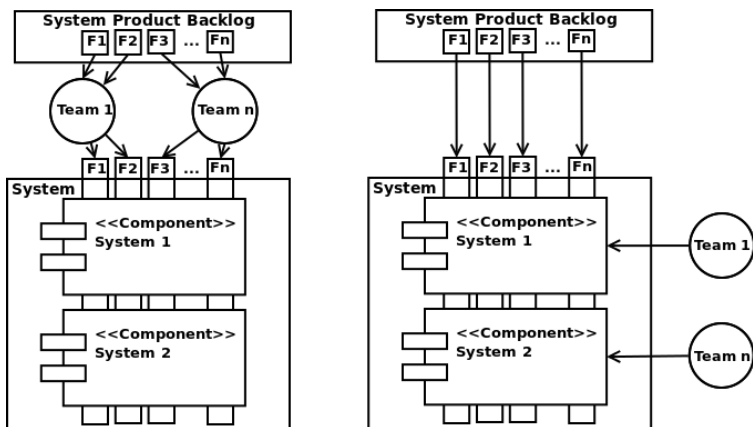 System Product Backlog
F1 F2 F3 ... Fn
Team 1 Team n
F1 F2 F3 ... Fn
System
<<Component>>
System 1
<<Component>>
System 2
System Product Backlog
F1 F2 F3 ... Fn
F1 F2 F3 ... Fn
System
<<Component>>
System 1
Team 1
<<Component>>
System 2
Team n